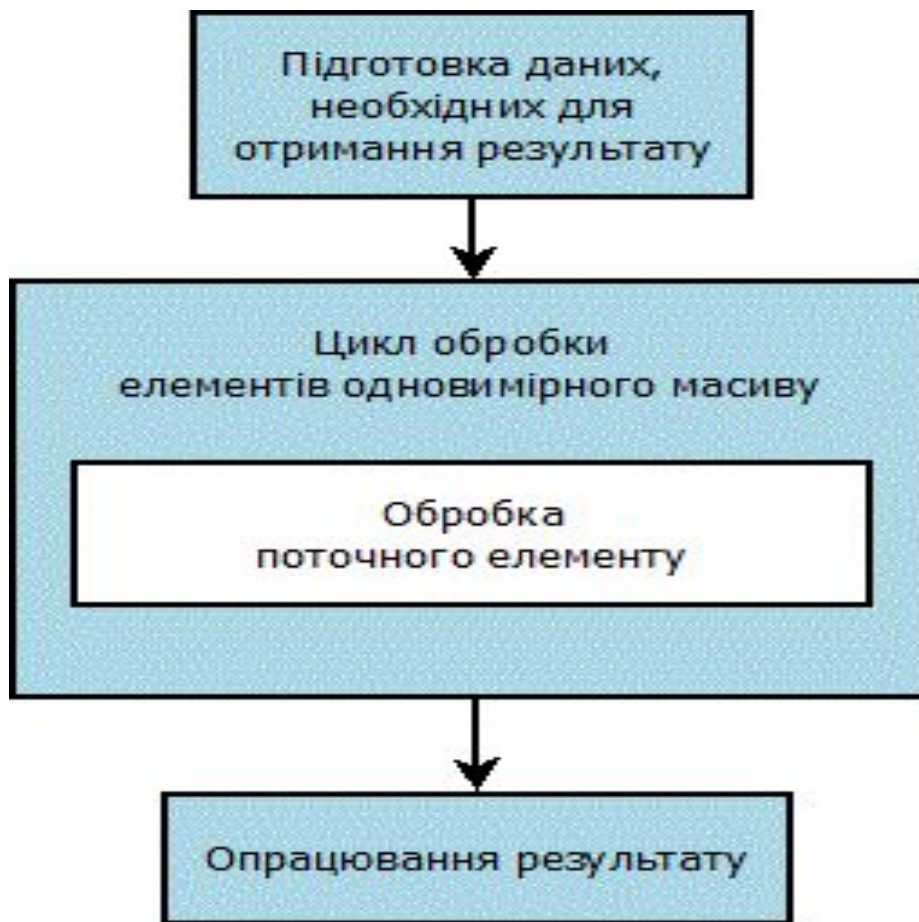 Підготовка даних,
необхідних для
отримання результату
Цикл обробки
елементів одновимірного масиву
Обробка
поточного елементу
Опрацювання результату